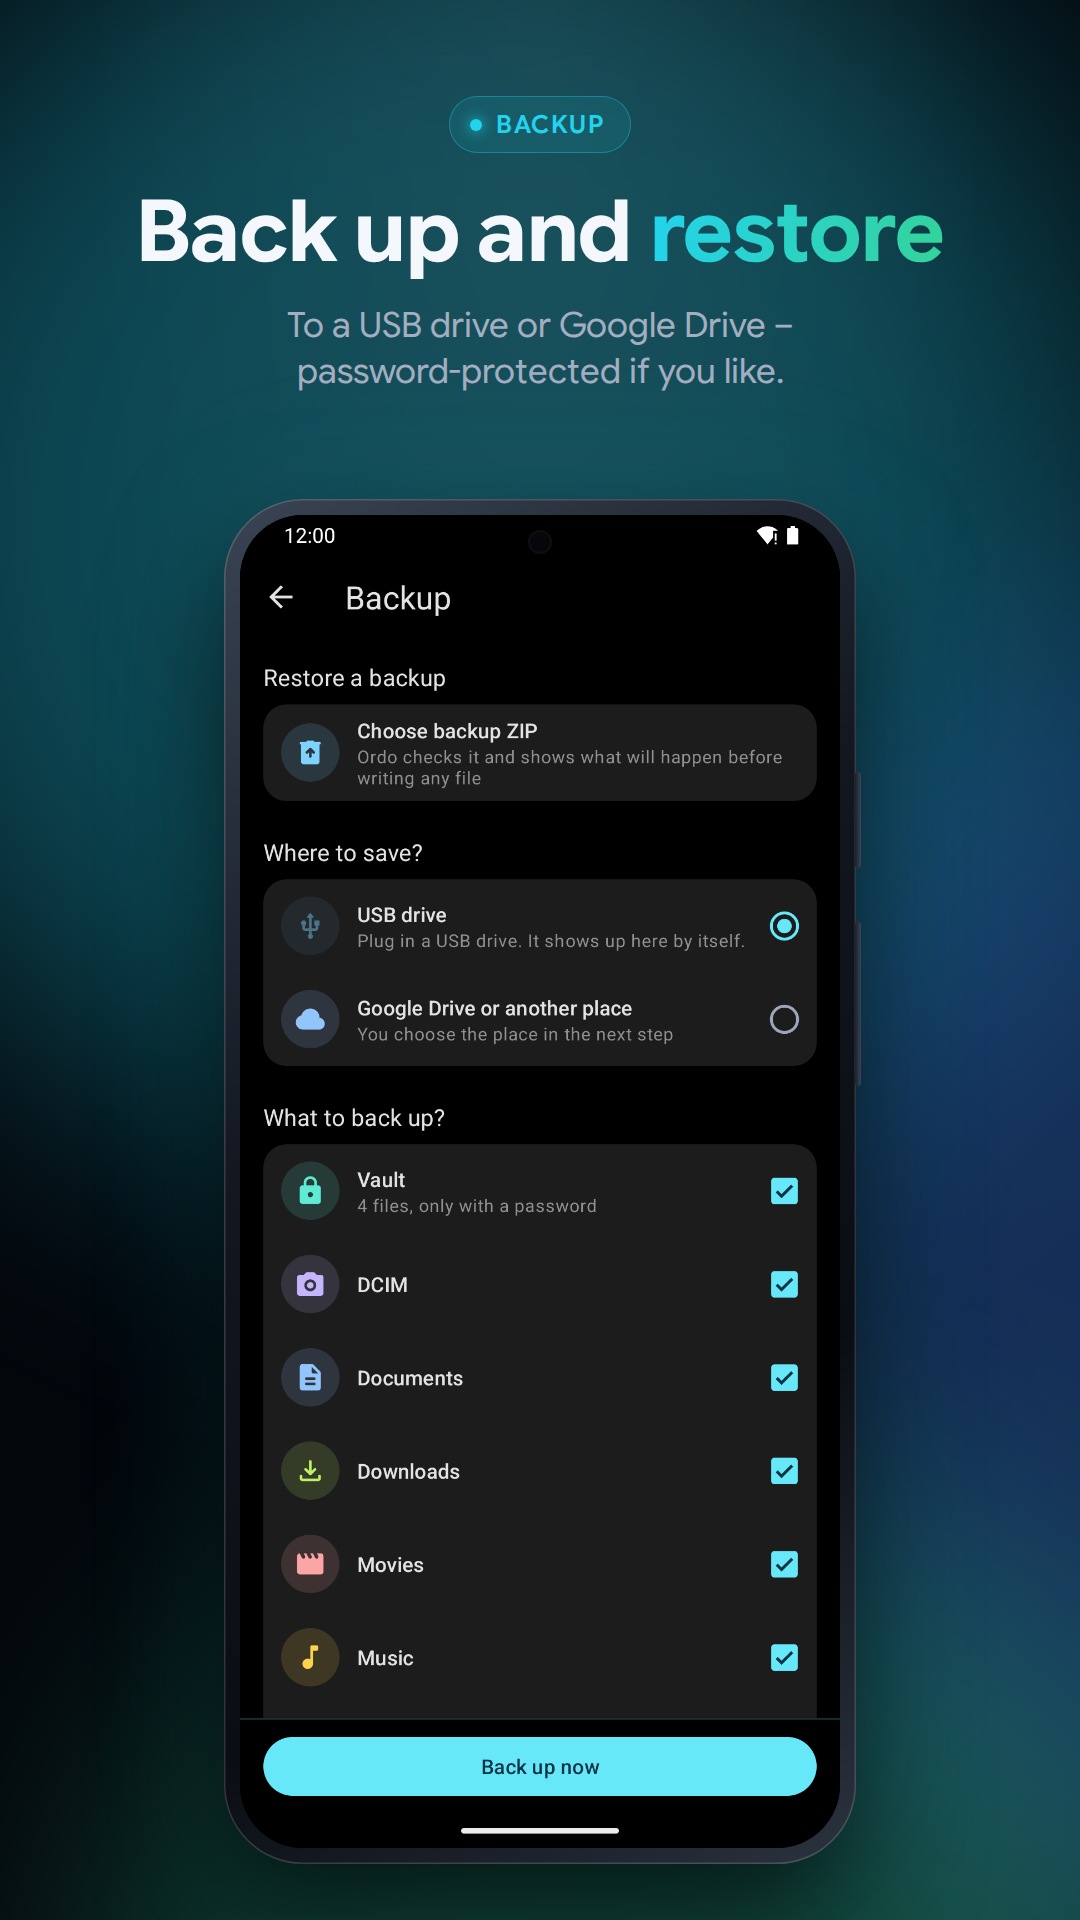 BACKUP
Back up and restore
To a USB drive or Google Drive –
password-protected if you like.
12:00
Backup
Restore a backup
Choose backup ZIP
Ordo checks it and shows what will happen before
writing any file
Where to save?
USB drive
Plug in a USB drive. It shows up here by itself.
Google Drive or another place
You choose the place in the next step
What to back up?
Vault
4 files, only with a password
DCIM
Documents
Downloads
Movies
Music
Back up now